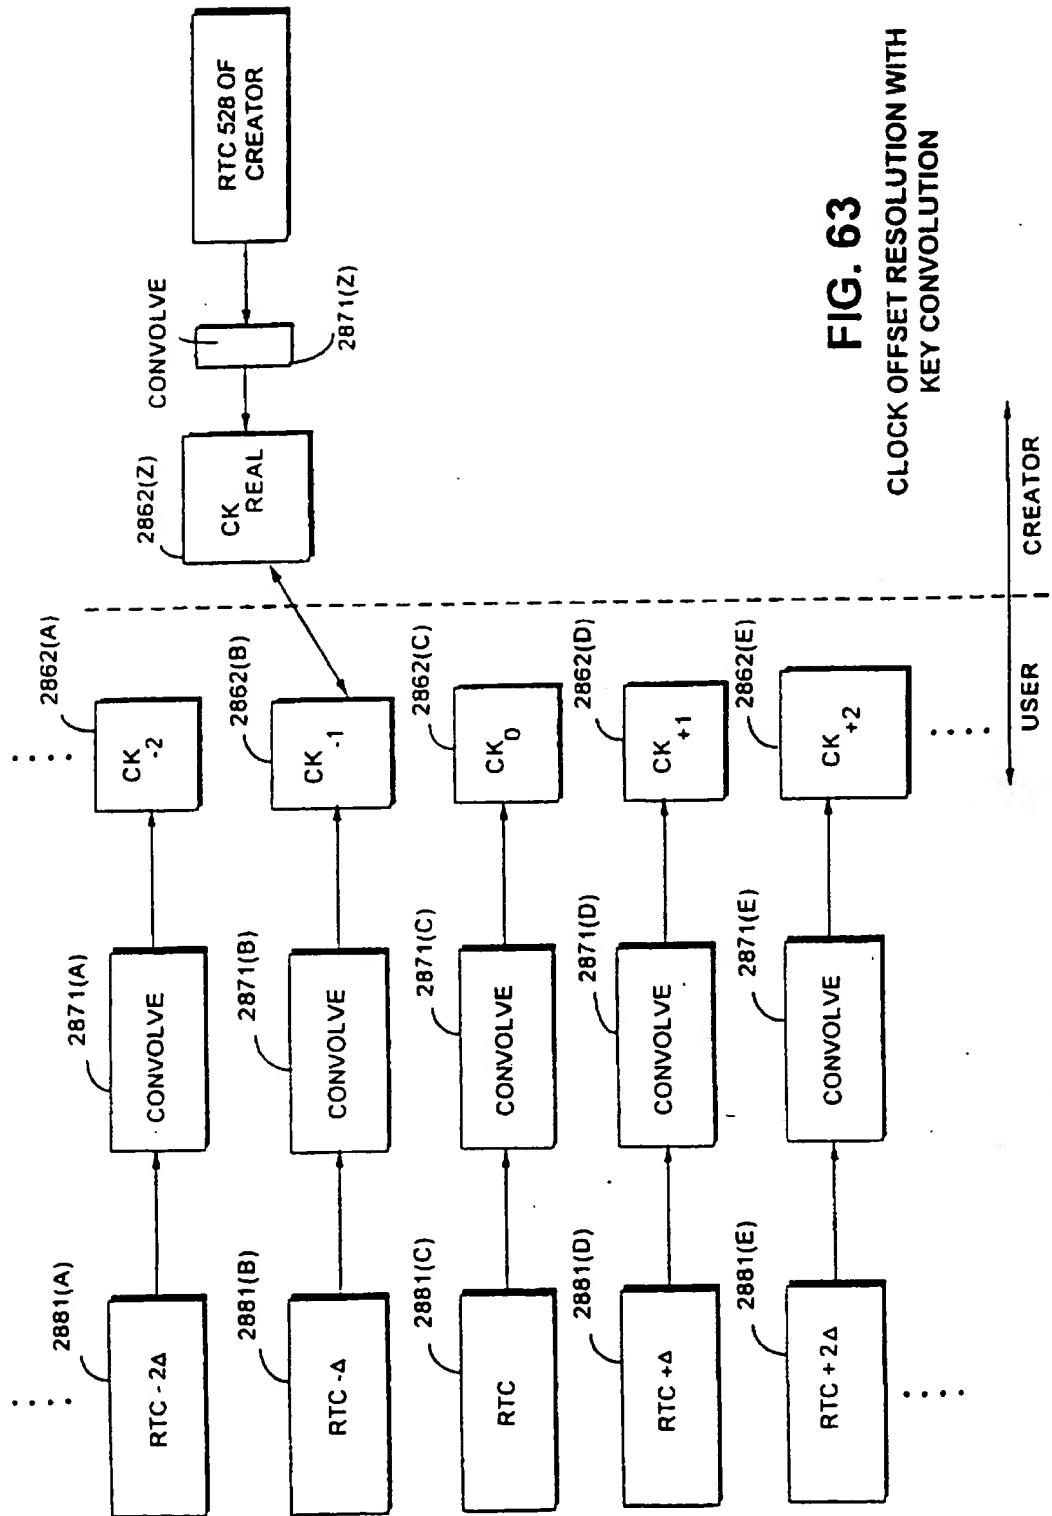 2881(A)
RTC - 2Δ
2871(A)
CONVOLVE
2862(A)
CK -2
2881(B)
RTC -Δ
2871(B)
CONVOLVE
2862(B)
CK -1
2881(C)
RTC
2871(C)
CONVOLVE
2862(C)
CK 0
2881(D)
RTC +Δ
2871(D)
CONVOLVE
2862(D)
CK +1
2881(E)
RTC + 2Δ
2871(E)
CONVOLVE
2862(E)
CK +2
2862(Z)
CK REAL
CONVOLVE
2871(Z)
RTC 528 OF
CREATOR
USER
CREATOR
FIG. 63
CLOCK OFFSET RESOLUTION WITH
KEY CONVOLUTION